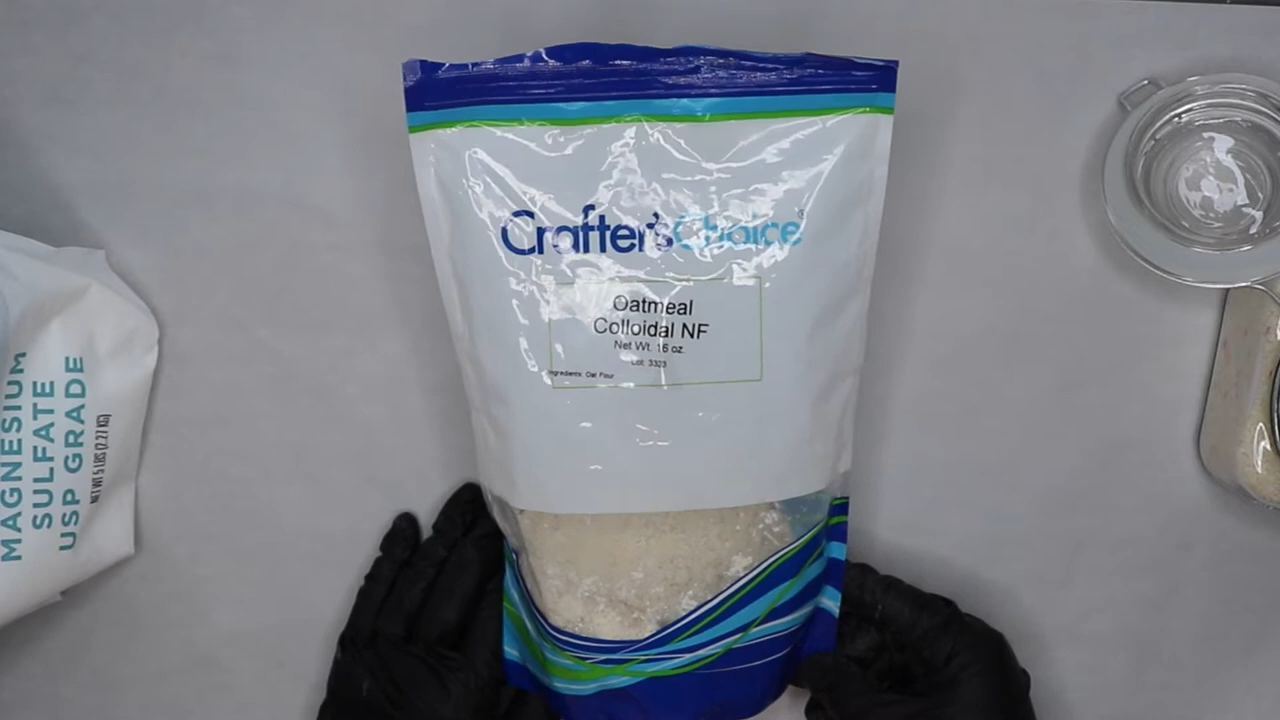 Crafter's Choice®
Oatmeal
Colloidal NF
Net Wt. 16 oz.
Lot: 3323
Ingredients: Oat Flour
MAGNESIUM
SULFATE
USP GRADE
NET WT 5 LBS (2.27 KG)